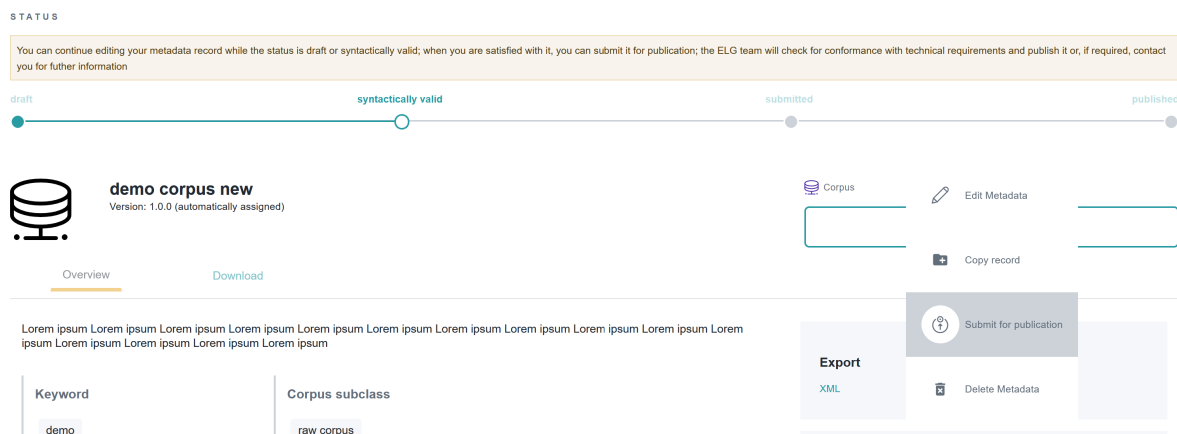 STATUS
You can continue editing your metadata record while the status is draft or syntactically valid; when you are satisfied with it, you can submit it for publication; the ELG team will check for conformance with technical requirements and publish it or, if required, contact
you for futher information
draft syntactically valid submitted published
demo corpus new
Version: 1.0.0 (automatically assigned)
Corpus
Edit Metadata
Copy record
Submit for publication
Delete Metadata
Overview Download
Lorem ipsum Lorem ipsum Lorem ipsum Lorem ipsum Lorem ipsum Lorem ipsum Lorem ipsum Lorem ipsum Lorem ipsum Lorem ipsum Lorem
ipsum Lorem ipsum Lorem ipsum Lorem ipsum Lorem ipsum
Export
XML
Keyword
demo
Corpus subclass
raw corpus